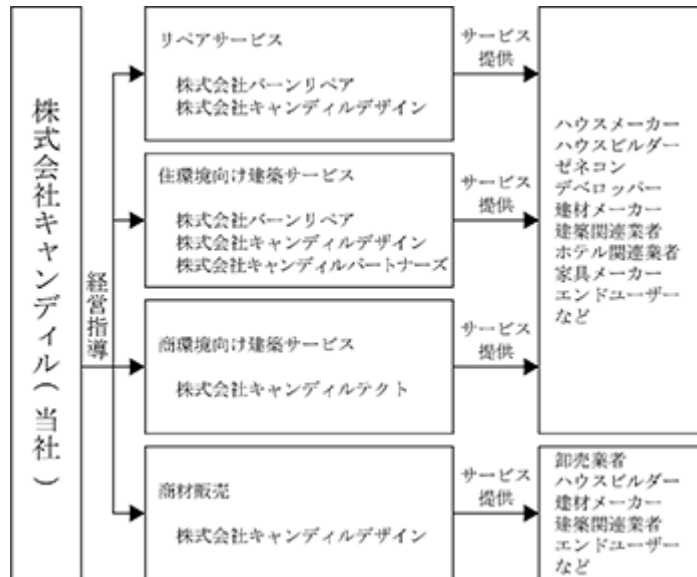 株式会社キャンディル(当社)
経営指導
リペアサービス
株式会社バーンリペア
株式会社キャンディルデザイン
サービス
提供
住環境向け建築サービス
株式会社バーンリペア
株式会社キャンディルデザイン
株式会社キャンディルパートナーズ
サービス
提供
商環境向け建築サービス
株式会社キャンディルテクト
サービス
提供
ハウスメーカー
ハウスビルダー
ゼネコン
デベロッパー
建材メーカー
建築関連業者
ホテル関連業者
家具メーカー
エンドユーザー
など
商材販売
株式会社キャンディルデザイン
サービス
提供
卸売業者
ハウスビルダー
建材メーカー
建築関連業者
エンドユーザー
など